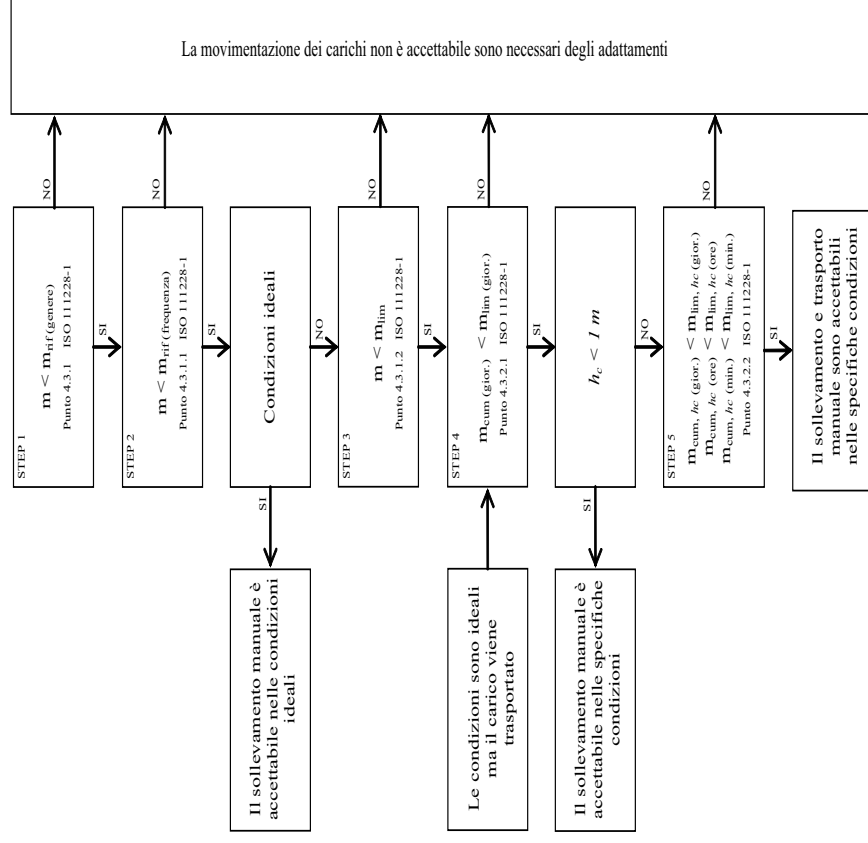 La movimentazione dei carichi non è accettabile sono necessari degli adattamenti
STEP 1
m < mrif (genere)
Punto 4.3.1 ISO 111228-1
NO
SI
STEP 2
m < mrif (frequenza)
Punto 4.3.1.1 ISO 111228-1
NO
SI
Condizioni ideali
SI
NO
Il sollevamento manuale è
accettabile nelle condizioni
ideali
STEP 3
m < mlim
Punto 4.3.1.2 ISO 111228-1
NO
SI
STEP 4
mcum (gior.) < mlim (gior.)
Punto 4.3.2.1 ISO 111228-1
NO
SI
Le condizioni sono ideali
ma il carico viene
trasportato
hc < 1 m
SI
NO
Il sollevamento manuale è
accettabile nelle specifiche
condizioni
STEP 5
mcum, hc (gior.) < mlim, hc (gior.)
mcum, hc (ore) < mlim, hc (ore)
mcum, hc (min.) < mlim, hc (min.)
Punto 4.3.2.2 ISO 111228-1
NO
SI
Il sollevamento e trasporto
manuale sono accettabili
nelle specifiche condizioni